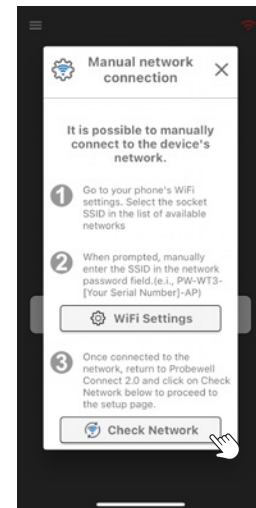 Manual network
connection
It is possible to manually
connect to the device's
network.
1
Go to your phone's WiFi
settings. Select the socket
SSID in the list of available
networks
2
When prompted, manually
enter the SSID in the network
password field.(e.i., PW-WT3-
[Your Serial Number]-AP)
WiFi Settings
3
Once connected to the
network, return to Probewell
Connect 2.0 and click on Check
Network below to proceed to
the setup page.
Check Network